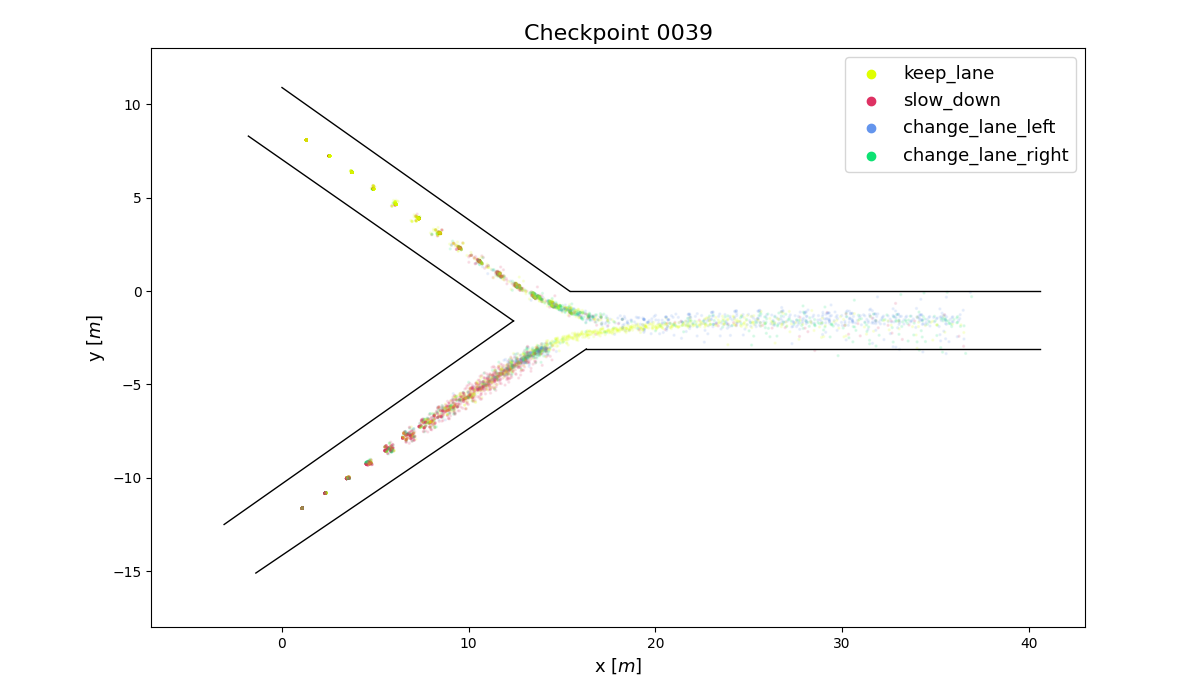 Checkpoint 0039
keep_lane
slow_down
change_lane_left
change_lane_right
10
5
0
−5
−10
−15
y [m]
0
10
20
30
40
x [m]